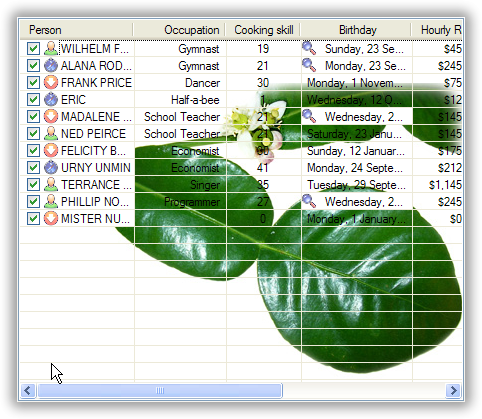 Person Occupation Cooking skill Birthday Hourly R
WILHELM F... Gymnast 19 Sunday, 23 Se... $45
ALANA ROD... Gymnast 21 Monday, 23 Se... $245
FRANK PRICE Dancer 30 Monday, 1 Novem... $75
ERIC Half-a-bee 1 Wednesday, 12 O... $12
MADALENE ... School Teacher 21 Wednesday, 2... $145
NED PEIRCE School Teacher 21 Saturday, 23 Janu... $145
FELICITY B... Economist 30 Sunday, 12 Januar... $175
URNY UNMIN Economist 41 Monday, 24 Septe... $212
TERRANCE ... Singer 35 Tuesday, 29 Septe... $1,145
PHILLIP NO... Programmer 27 Wednesday, 2... $245
MISTER NU... 0 Monday, 1 January... $0